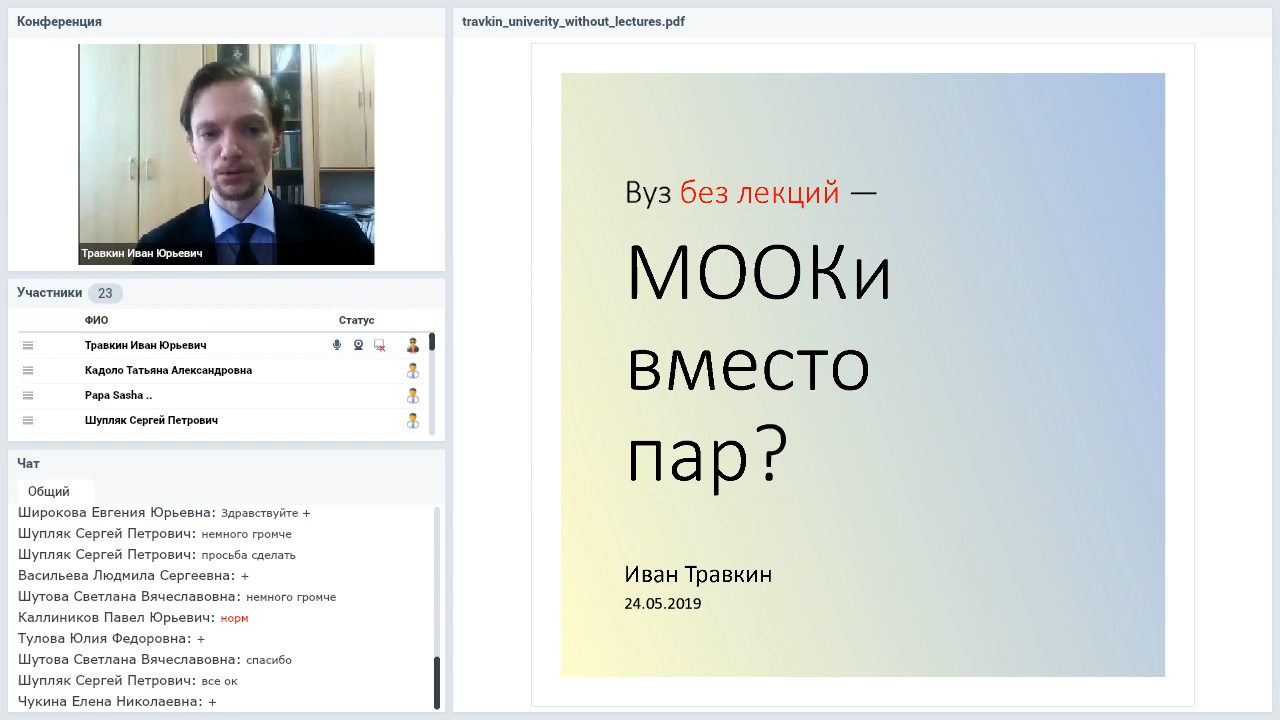 Конференция
Травкин Иван Юрьевич
Участники 23
ФИО Статус
Травкин Иван Юрьевич
Кадоло Татьяна Александровна
Papa Sasha ..
Шупляк Сергей Петрович
Чат
Общий
Широкова Евгения Юрьевна: Здравствуйте +
Шупляк Сергей Петрович: немного громче
Шупляк Сергей Петрович: просьба сделать
Васильева Людмила Сергеевна: +
Шутова Светлана Вячеславовна: немного громче
Каллиников Павел Юрьевич: норм
Тулова Юлия Федоровна: +
Шутова Светлана Вячеславовна: спасибо
Шупляк Сергей Петрович: все ок
Чукина Елена Николаевна: +
travkin_univerity_without_lectures.pdf
Вуз без лекций —
МООКи
вместо
пар?
Иван Травкин
24.05.2019